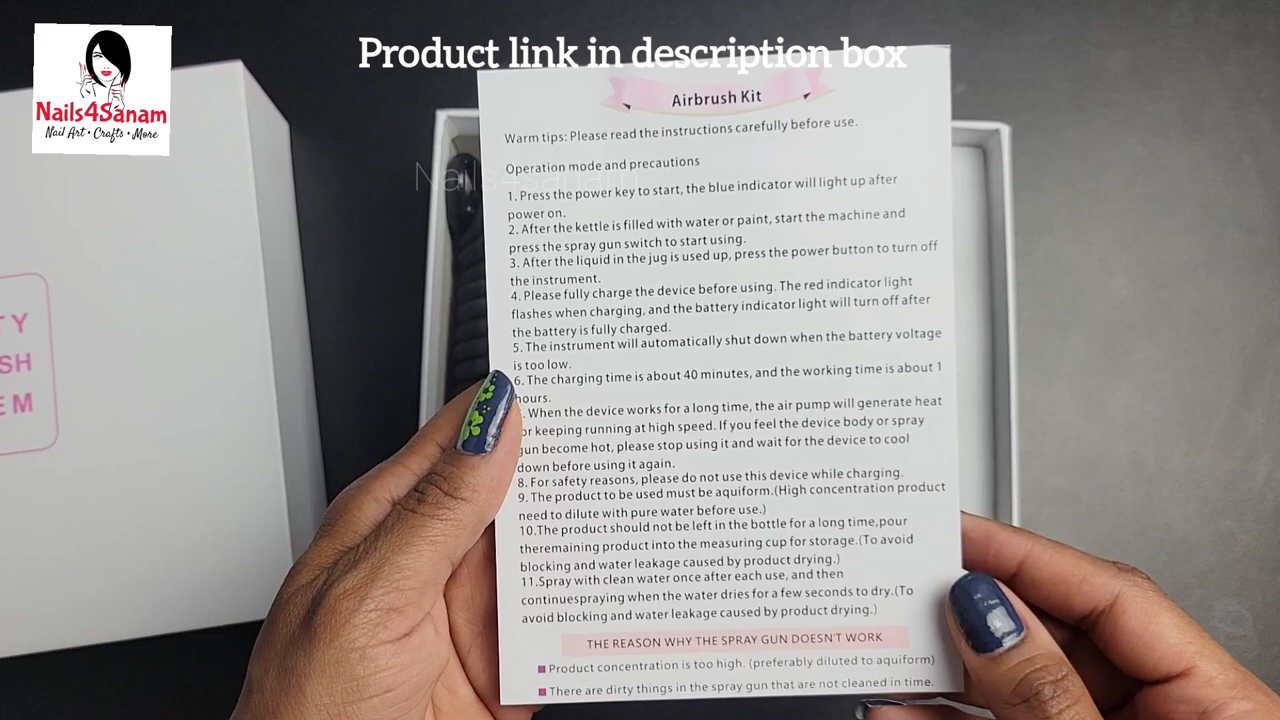 Product link in description box
Nails4Sanam
Nail Art • Crafts • More
Nails4Sanam
TY
SH
EM
Airbrush Kit
Warm tips: Please read the instructions carefully before use.
Operation mode and precautions
1. Press the power key to start, the blue indicator will light up after
power on.
2. After the kettle is filled with water or paint, start the machine and
press the spray gun switch to start using.
3. After the liquid in the jug is used up, press the power button to turn off
the instrument.
4. Please fully charge the device before using. The red indicator light
flashes when charging, and the battery indicator light will turn off after
the battery is fully charged.
5. The instrument will automatically shut down when the battery voltage
is too low.
6. The charging time is about 40 minutes, and the working time is about 1
hours.
. When the device works for a long time, the air pump will generate heat
or keeping running at high speed. If you feel the device body or spray
gun become hot, please stop using it and wait for the device to cool
down before using it again.
8. For safety reasons, please do not use this device while charging.
9. The product to be used must be aquiform.(High concentration product
need to dilute with pure water before use.)
10.The product should not be left in the bottle for a long time,pour
theremaining product into the measuring cup for storage.(To avoid
blocking and water leakage caused by product drying.)
11.Spray with clean water once after each use, and then
continuespraying when the water dries for a few seconds to dry.(To
avoid blocking and water leakage caused by product drying.)
THE REASON WHY THE SPRAY GUN DOESN'T WORK
Product concentration is too high. (preferably diluted to aquiform)
There are dirty things in the spray gun that are not cleaned in time.